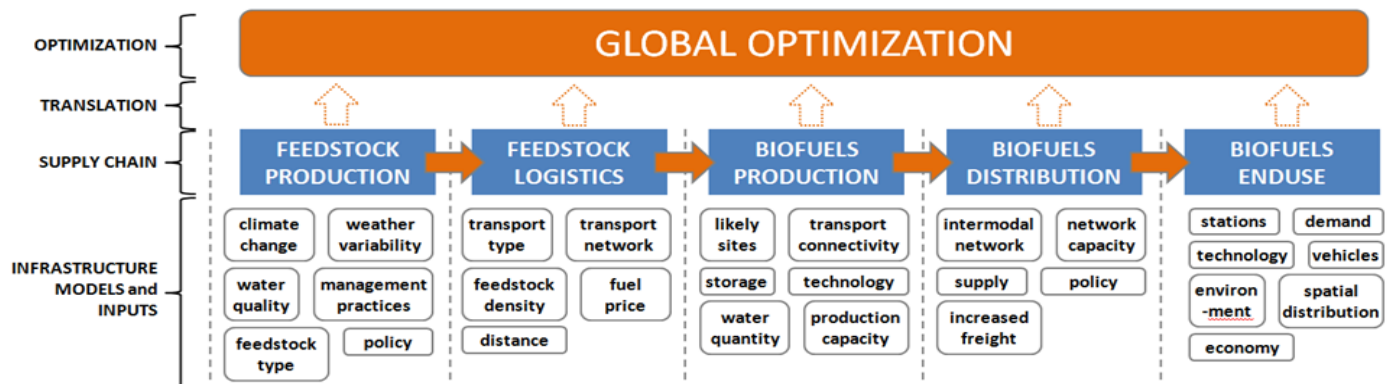 OPTIMIZATION
GLOBAL OPTIMIZATION
TRANSLATION
SUPPLY CHAIN
FEEDSTOCK
PRODUCTION
FEEDSTOCK
LOGISTICS
BIOFUELS
PRODUCTION
BIOFUELS
DISTRIBUTION
BIOFUELS
ENDUSE
INFRASTRUCTURE
MODELS and
INPUTS
climate
change
weather
variability
water
quality
management
practices
feedstock
type
policy
transport
type
transport
network
feedstock
density
fuel
price
distance
likely
sites
transport
connectivity
storage
technology
water
quantity
production
capacity
intermodal
network
network
capacity
supply
policy
increased
freight
stations
demand
technology
vehicles
environ
-ment
spatial
distribution
economy